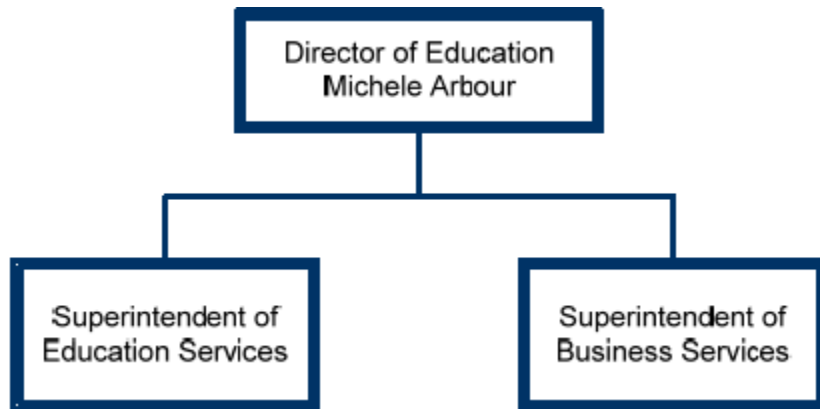 Director of Education
Michele Arbour
Superintendent of
Education Services
Superintendent of
Business Services